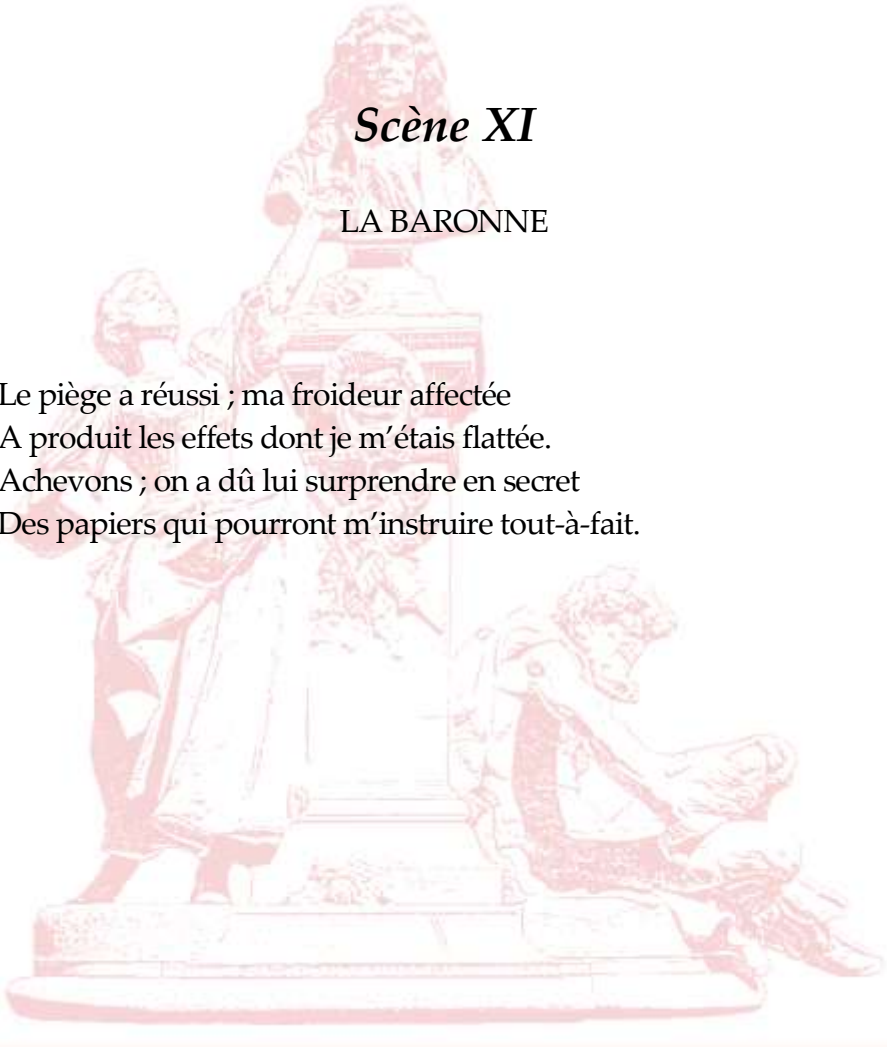 Scène XI
LA BARONNE
Le piège a réussi ; ma froideur affectée
A produit les effets dont je m’étais flattée.
Achevons ; on a dû lui surprendre en secret
Des papiers qui pourront m’instruire tout-à-fait.